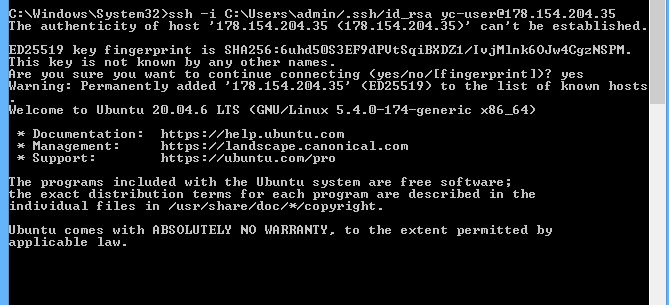 C:\Windows\System32>ssh -i C:\Users\admin/.ssh/id_rsa yc-user@178.154.204.35
The authenticity of host '178.154.204.35 (178.154.204.35)' can't be established.
ED25519 key fingerprint is SHA256:6uhd50S3EF9dPVtSqiBXDZ1/IvjMlnk6OJw4CgzNSPM.
This key is not known by any other names.
Are you sure you want to continue connecting (yes/no/[fingerprint])? yes
Warning: Permanently added '178.154.204.35' (ED25519) to the list of known hosts
.
Welcome to Ubuntu 20.04.6 LTS (GNU/Linux 5.4.0-174-generic x86_64)
* Documentation:  https://help.ubuntu.com
* Management:     https://landscape.canonical.com
* Support:        https://ubuntu.com/pro
The programs included with the Ubuntu system are free software;
the exact distribution terms for each program are described in the
individual files in /usr/share/doc/*/copyright.
Ubuntu comes with ABSOLUTELY NO WARRANTY, to the extent permitted by
applicable law.